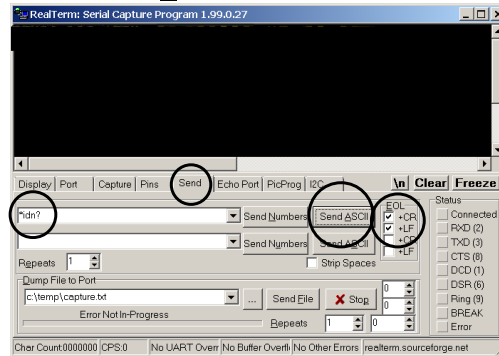 RealTerm: Serial Capture Program 1.99.0.27
Display Port Capture Pins Send Echo Port PicProg I2C \n Clear Freeze
*idn? Send Numbers Send ASCII EOL +CR +LF
Send Numbers Send ASCII +CR +LF
Repeats 1 Strip Spaces
Dump File to Port
c:\temp\capture.txt ... Send File Stop 0
Error Not In-Progress Repeats 1 0
Status
Connected
RXD (2)
TXD (3)
CTS (8)
DCD (1)
DSR (6)
Ring (9)
BREAK
Error
Char Count:0000000 CPS:0 No UART Overr No Buffer Overfl No Other Errors realterm.sourceforge.net